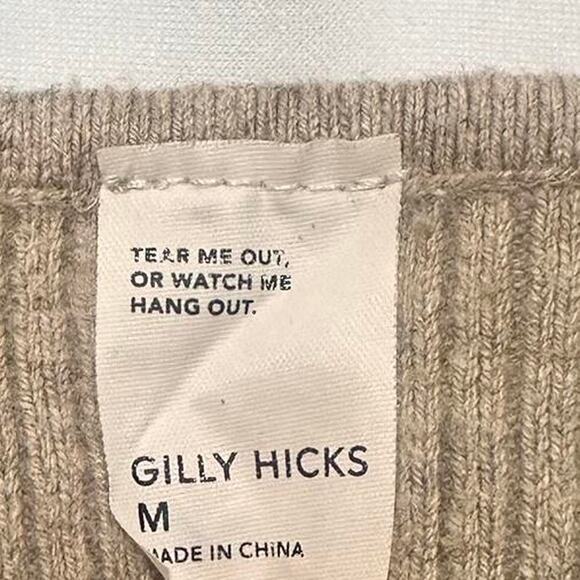 TEAR ME OUT,
OR WATCH ME
HANG OUT.
GILLY HICKS
M
MADE IN CHINA